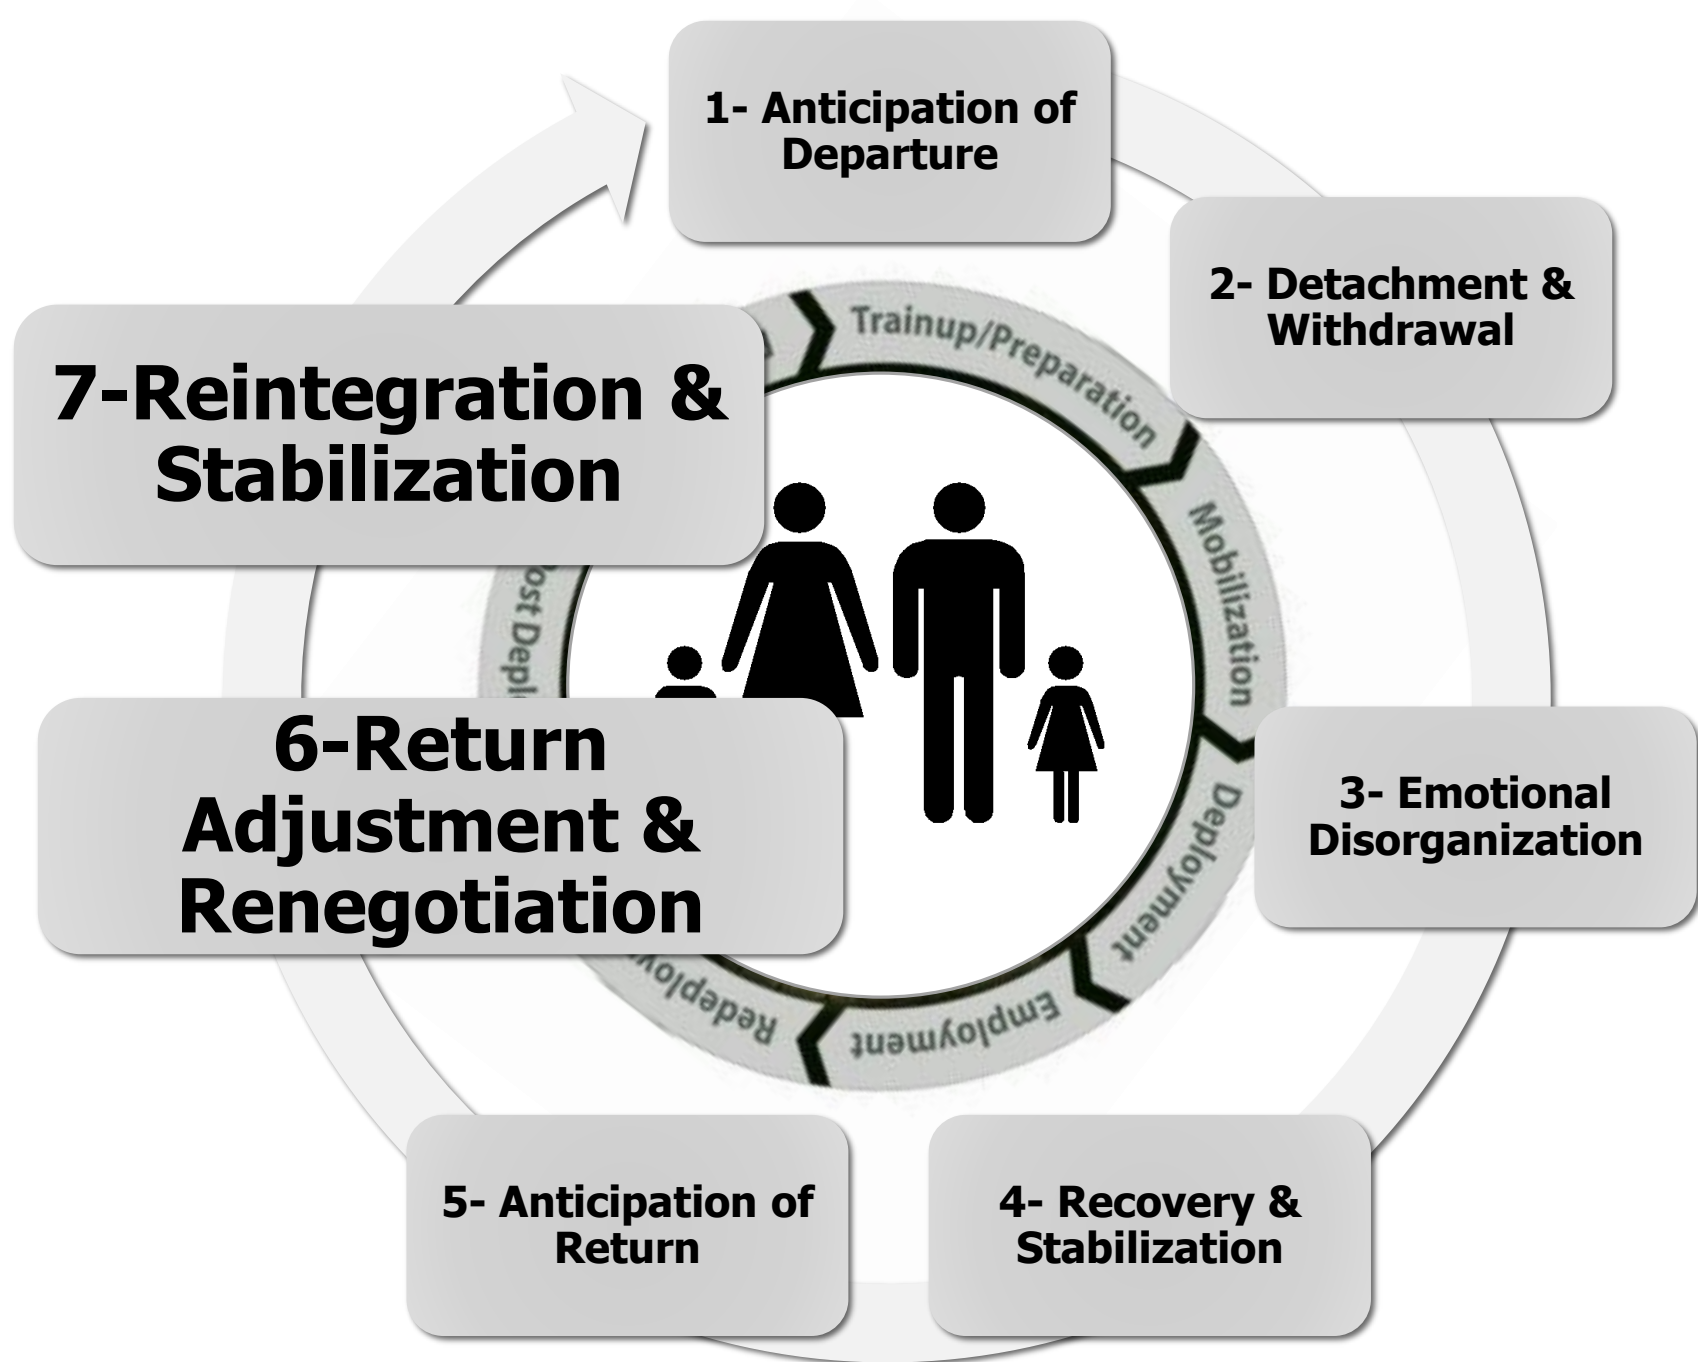 1- Anticipation of
Departure
2- Detachment &
Withdrawal
3- Emotional
Disorganization
4- Recovery &
Stabilization
5- Anticipation of
Return
6-Return
Adjustment &
Renegotiation
7-Reintegration &
Stabilization
Trainup/Preparation
Mobilization
Deployment
Employment